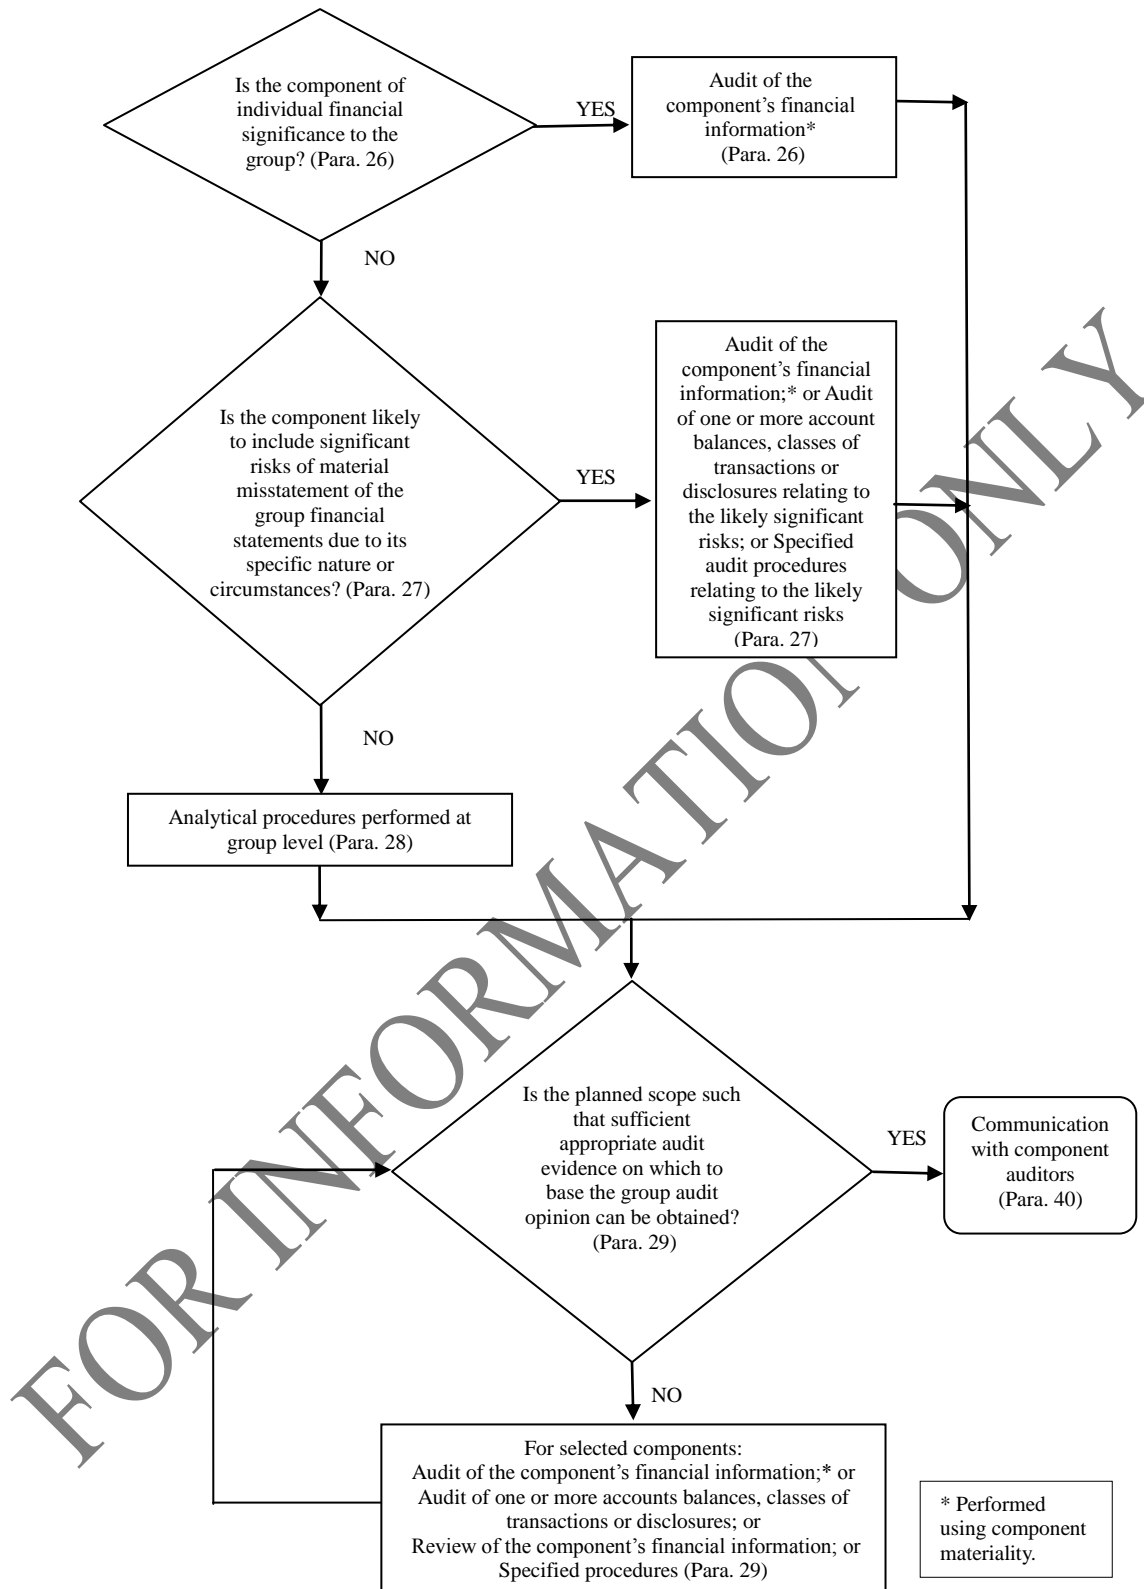 Is the component of
individual financial
significance to the
group? (Para. 26)
YES
Audit of the
component’s financial
information*
(Para. 26)
NO
Is the component likely
to include significant
risks of material
misstatement of the
group financial
statements due to its
specific nature or
circumstances? (Para. 27)
YES
Audit of the
component’s financial
information;* or Audit
of one or more account
balances, classes of
transactions or
disclosures relating to
the likely significant
risks; or Specified
audit procedures
relating to the likely
significant risks
(Para. 27)
NO
Analytical procedures performed at
group level (Para. 28)
Is the planned scope such
that sufficient
appropriate audit
evidence on which to
base the group audit
opinion can be obtained?
(Para. 29)
YES
Communication
with component
auditors
(Para. 40)
NO
For selected components:
Audit of the component’s financial information;* or
Audit of one or more accounts balances, classes of
transactions or disclosures; or
Review of the component’s financial information; or
Specified procedures (Para. 29)
* Performed
using component
materiality.
FOR INFORMATION ONLY